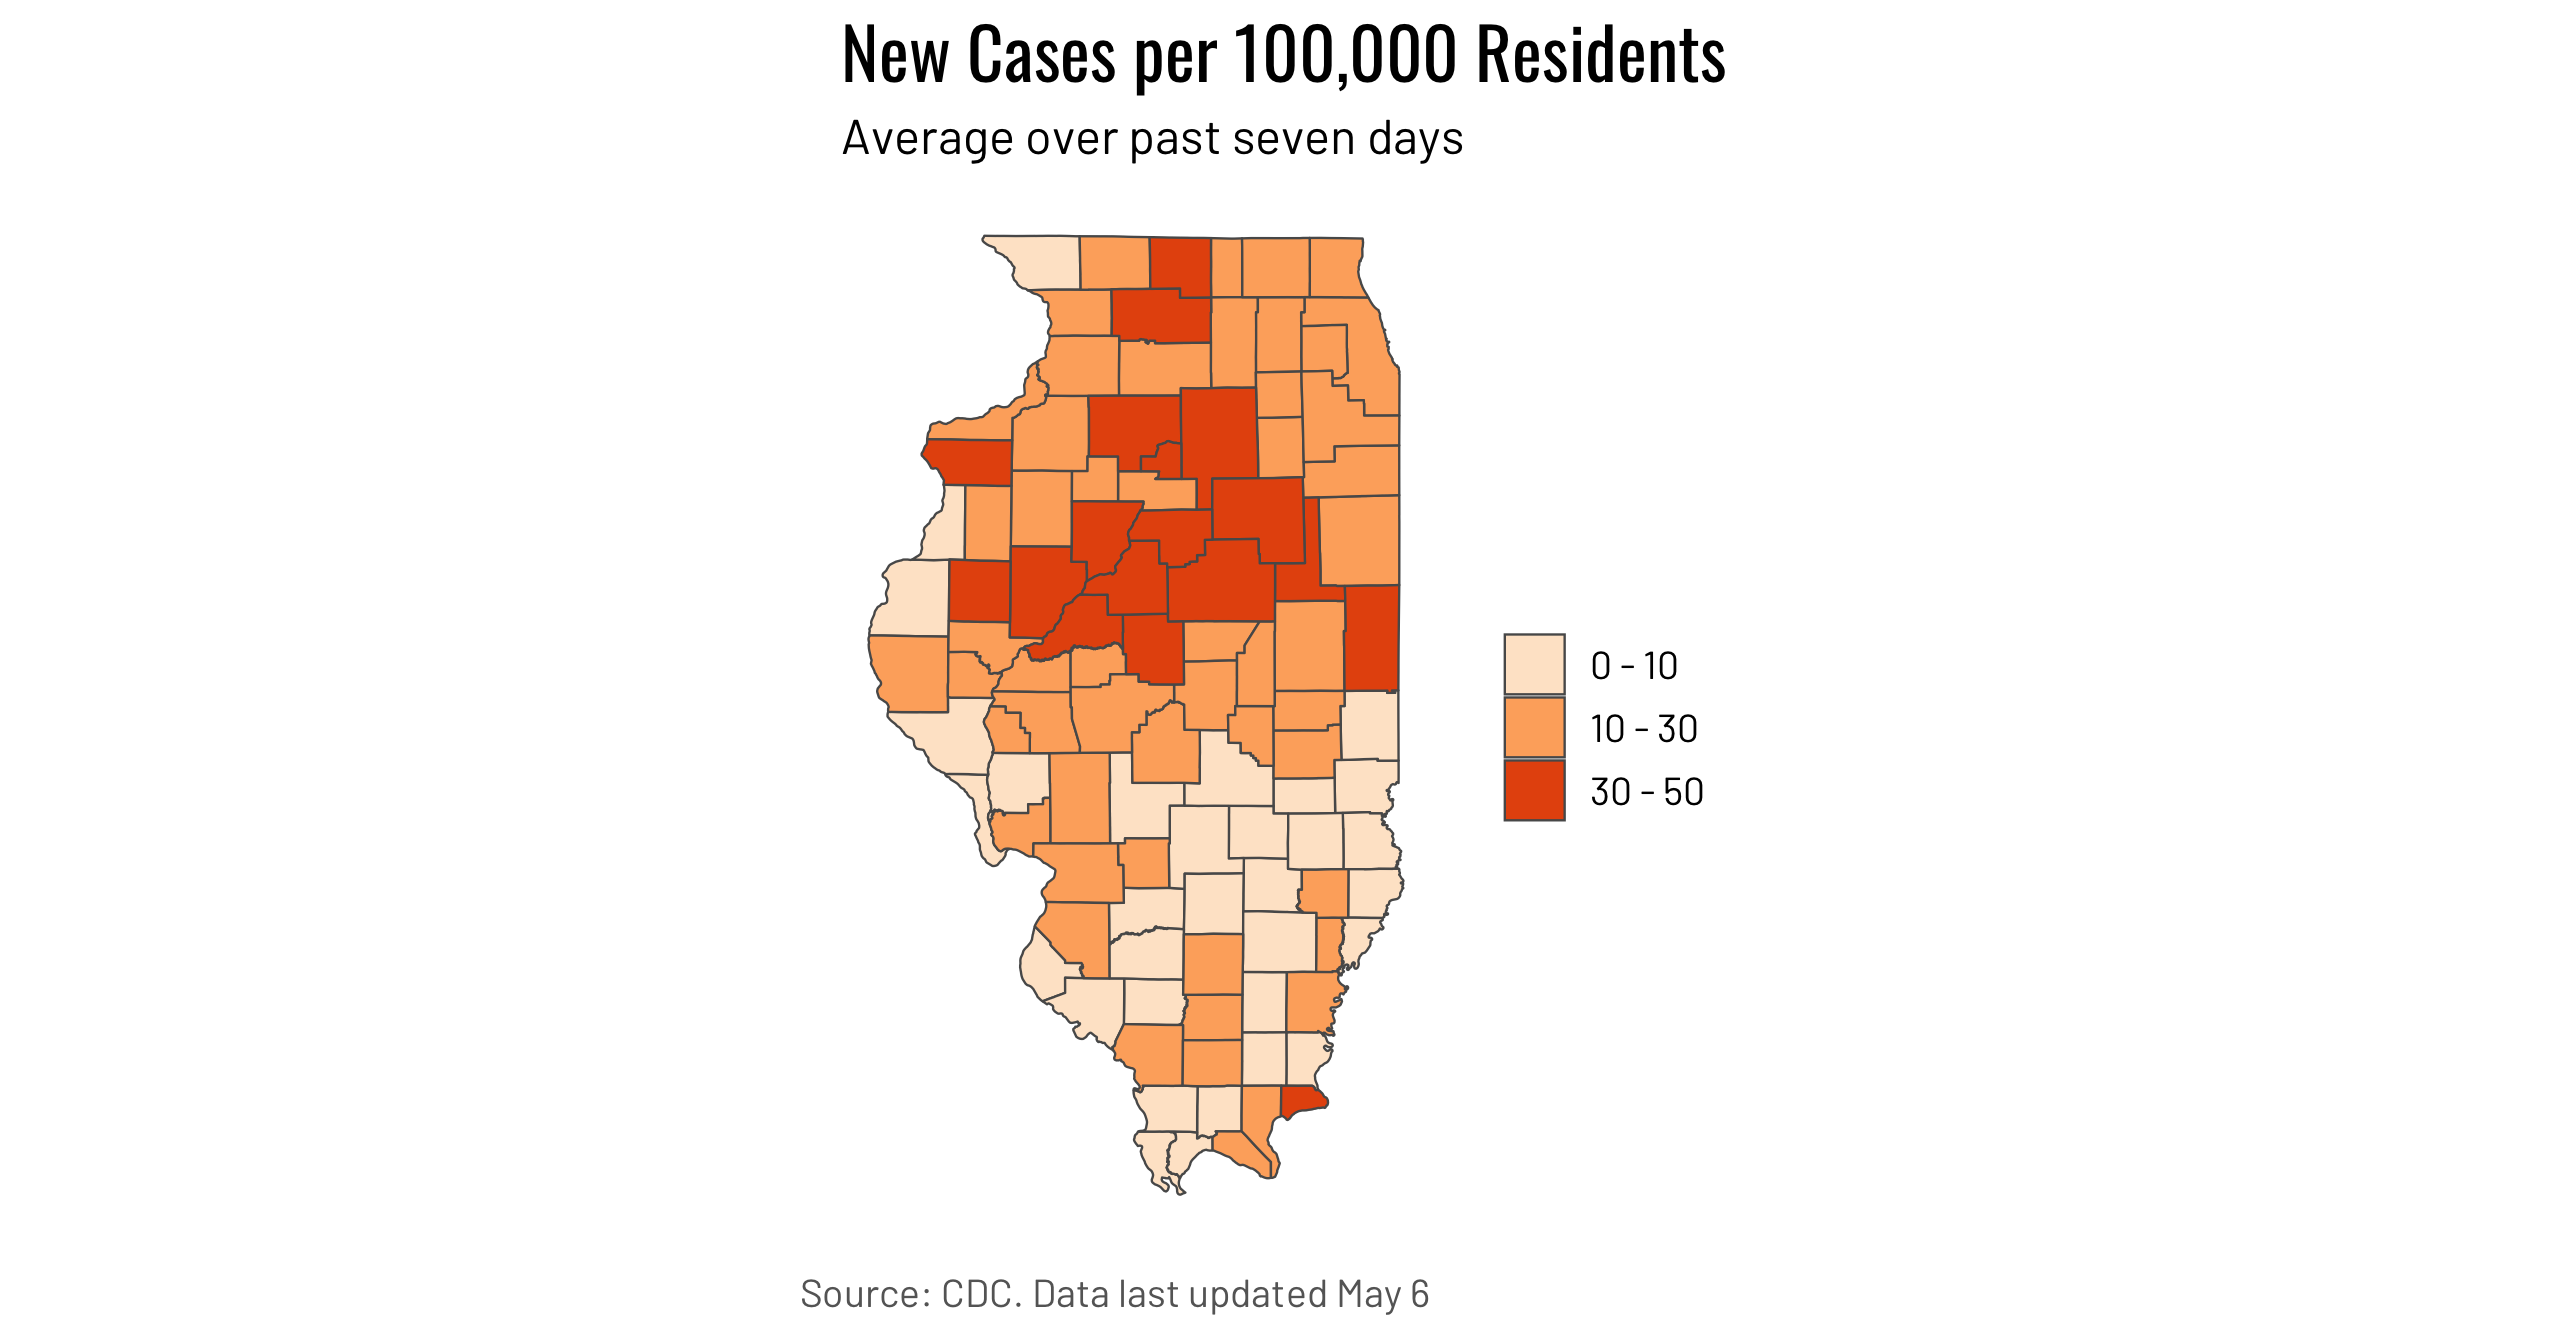 New Cases per 100,000 Residents
Average over past seven days
0 - 10
10 - 30
30 - 50
Source: CDC. Data last updated May 6